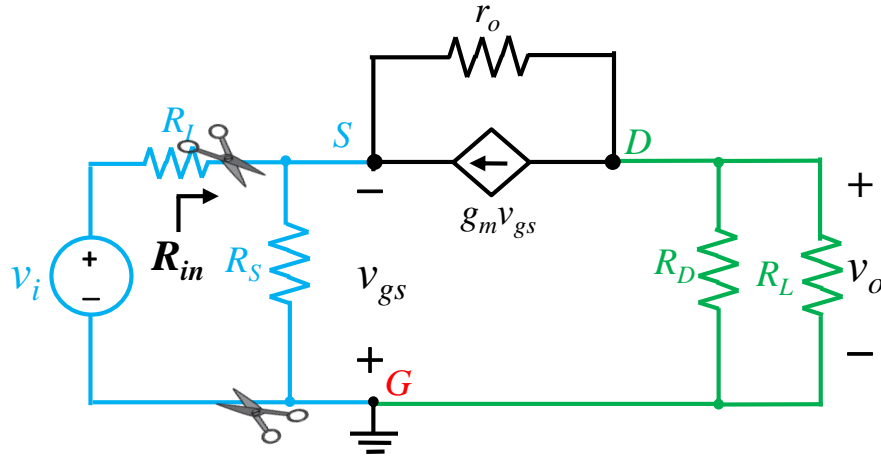 r_o
R_I
S
D
−
g_m v_gs
+
R_in
v_i
+
−
R_S
v_gs
R_D
R_L
v_o
+
G
−